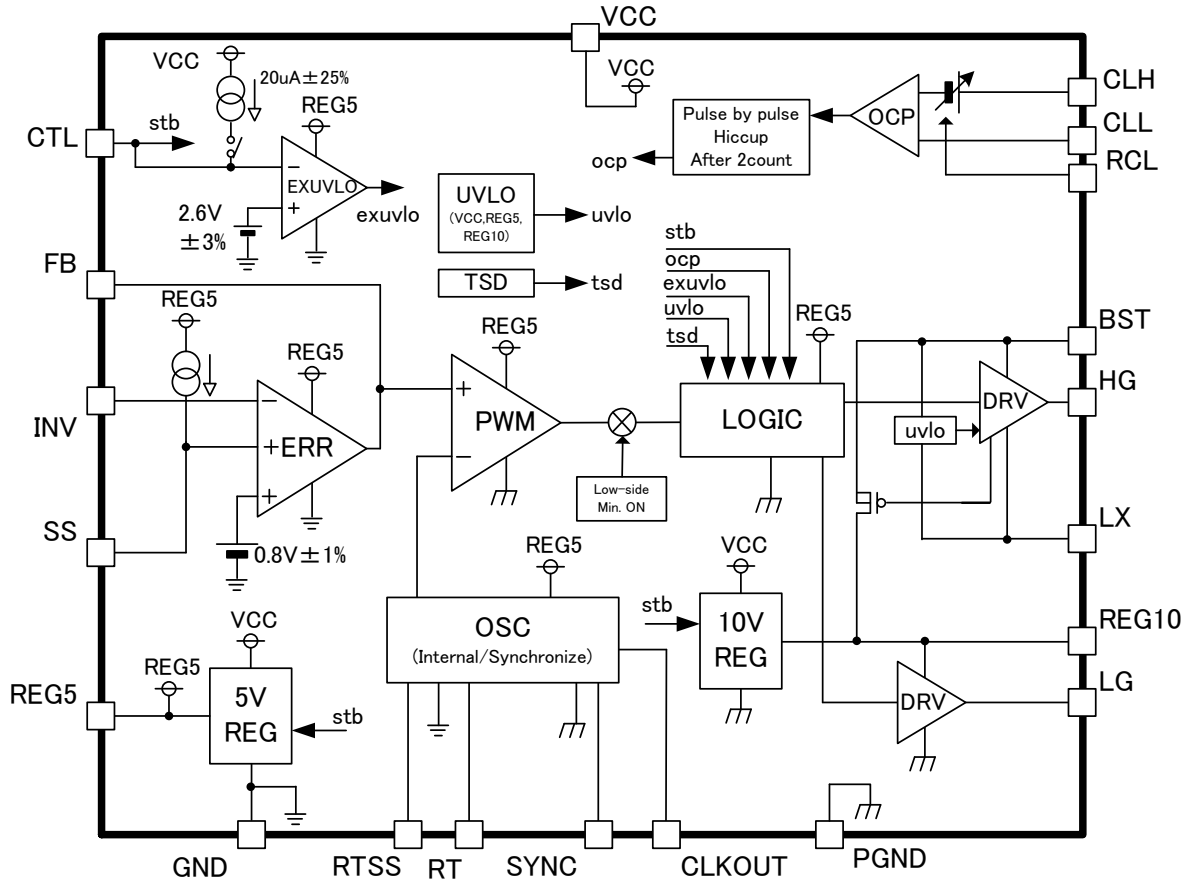 VCC
VCC
20uA±25%
VCC
CLH
REG5
CTL
stb
Pulse by pulse
Hiccup
After 2count
OCP
CLL
RCL
ocp
−
EXUVLO
+
exuvlo
2.6V
±3%
UVLO
(VCC,REG5,
REG10)
uvlo
stb
FB
TSD
tsd
ocp
exuvlo
uvlo
tsd
REG5
REG5
REG5
REG5
BST
HG
INV
−
+
ERR
+
+
PWM
−
LOGIC
DRV
uvlo
Low-side
Min. ON
SS
0.8V±1%
LX
REG5
VCC
OSC
(Internal/Synchronize)
stb
10V
REG
REG10
VCC
REG5
REG5
5V
REG
stb
DRV
LG
GND
RTSS
RT
SYNC
CLKOUT
PGND